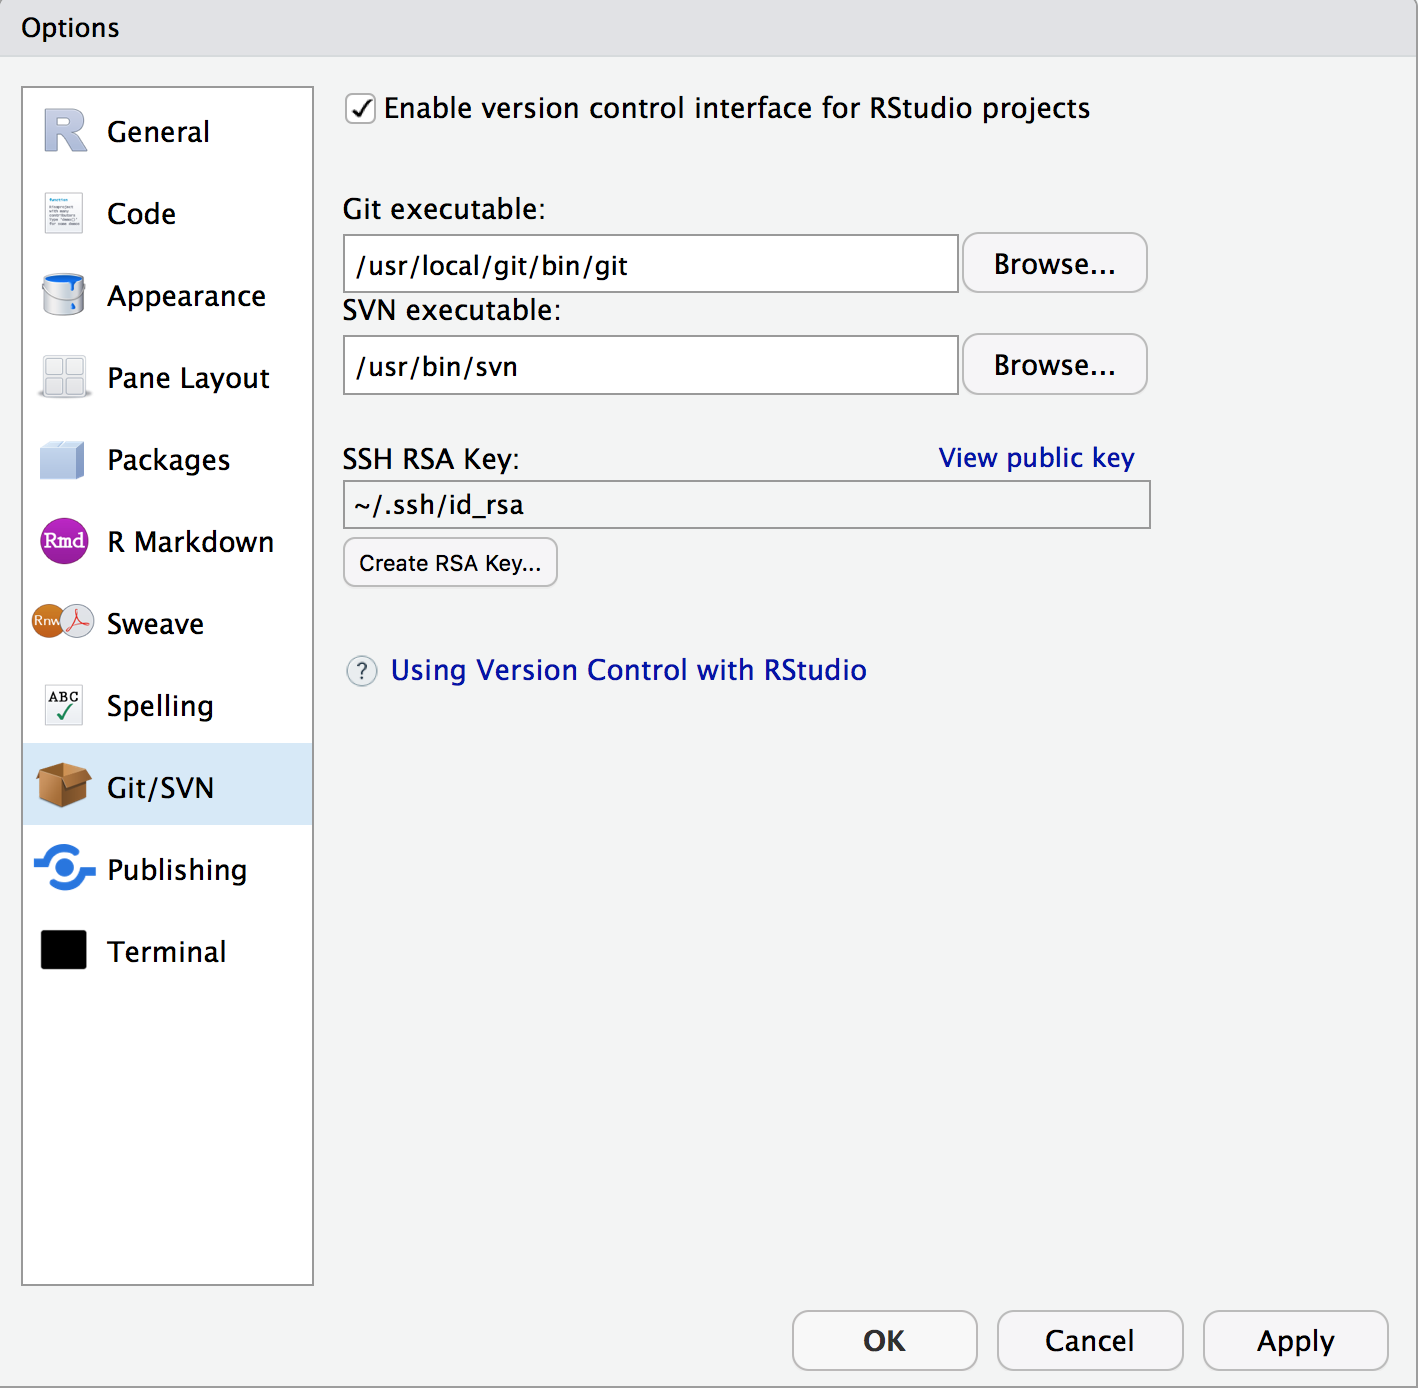 Options
General
Code
Appearance
Pane Layout
Packages
Rmd
R Markdown
Rnw
Sweave
ABC
Spelling
Git/SVN
Publishing
Terminal
Enable version control interface for RStudio projects
Git executable:
/usr/local/git/bin/git
Browse...
SVN executable:
/usr/bin/svn
Browse...
SSH RSA Key:
View public key
~/.ssh/id_rsa
Create RSA Key...
? Using Version Control with RStudio
OK
Cancel
Apply